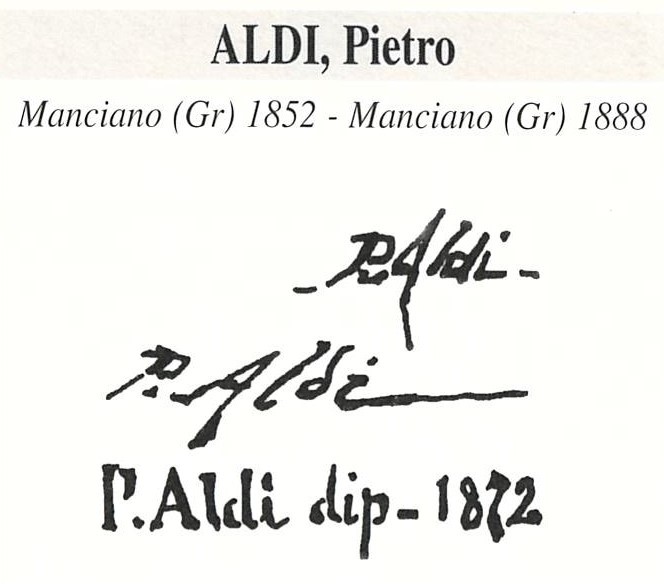 ALDI, Pietro
Manciano (Gr) 1852 - Manciano (Gr) 1888
- P. Aldi -
P. Aldi
P. Aldi dip - 1872